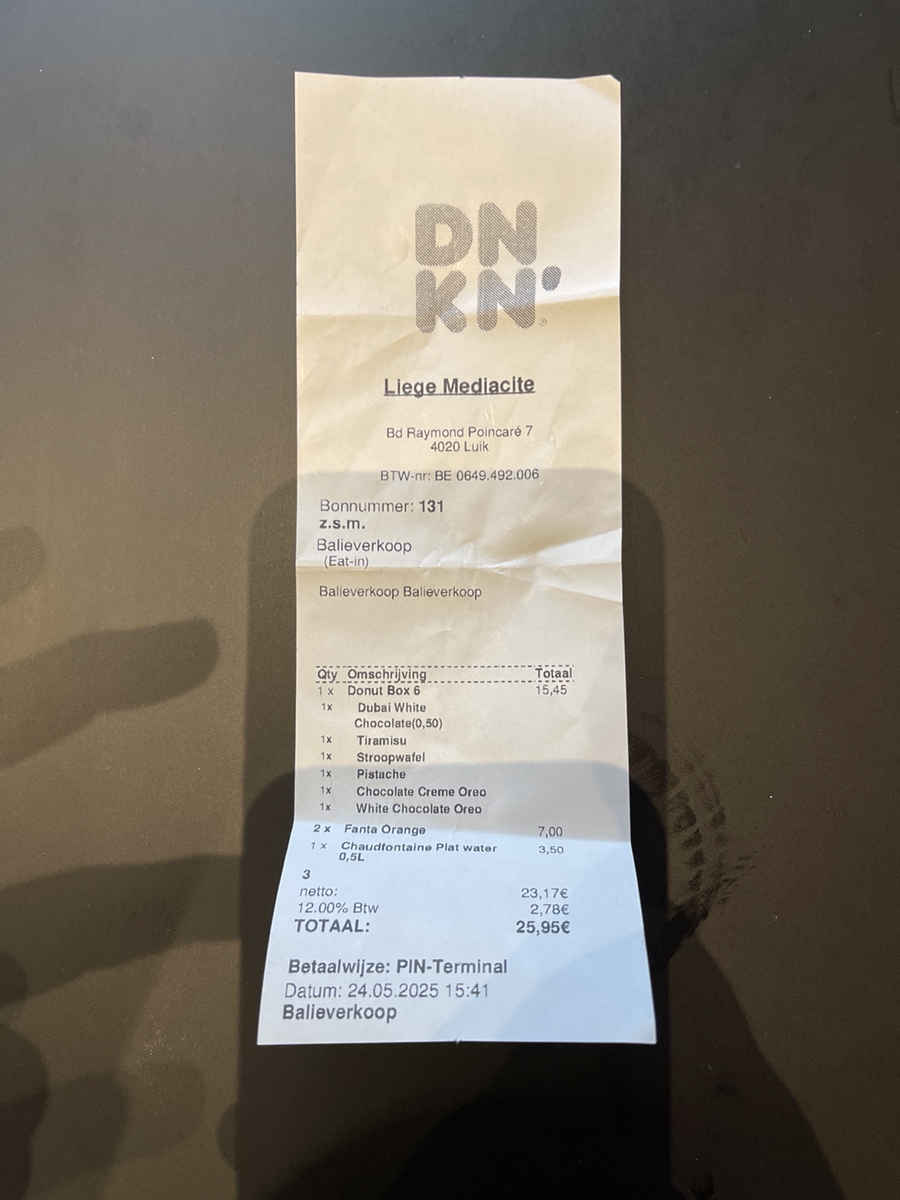 DN
KN'
®
Liege Mediacite
Bd Raymond Poincaré 7
4020 Luik
BTW-nr: BE 0649.492.006
Bonnummer: 131
z.s.m.
Balieverkoop
(Eat-in)
Balieverkoop Balieverkoop
Qty Omschrijving Totaal
1 x Donut Box 6 15,45
1x Dubai White
Chocolate(0,50)
1x Tiramisu
1x Stroopwafel
1x Pistache
1x Chocolate Creme Oreo
1x White Chocolate Oreo
2 x Fanta Orange 7,00
1 x Chaudfontaine Plat water 3,50
0,5L
3
netto: 23,17€
12.00% Btw 2,78€
TOTAAL: 25,95€
Betaalwijze: PIN-Terminal
Datum: 24.05.2025 15:41
Balieverkoop